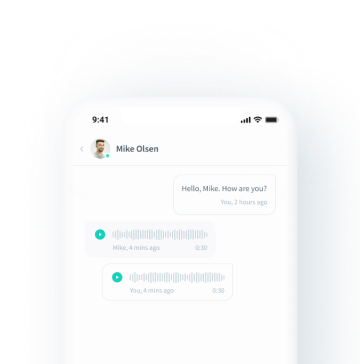 9:41
Mike Olsen
Hello, Mike. How are you?
You, 2 hours ago
Mike, 4 mins ago 0:30
You, 4 mins ago 0:30